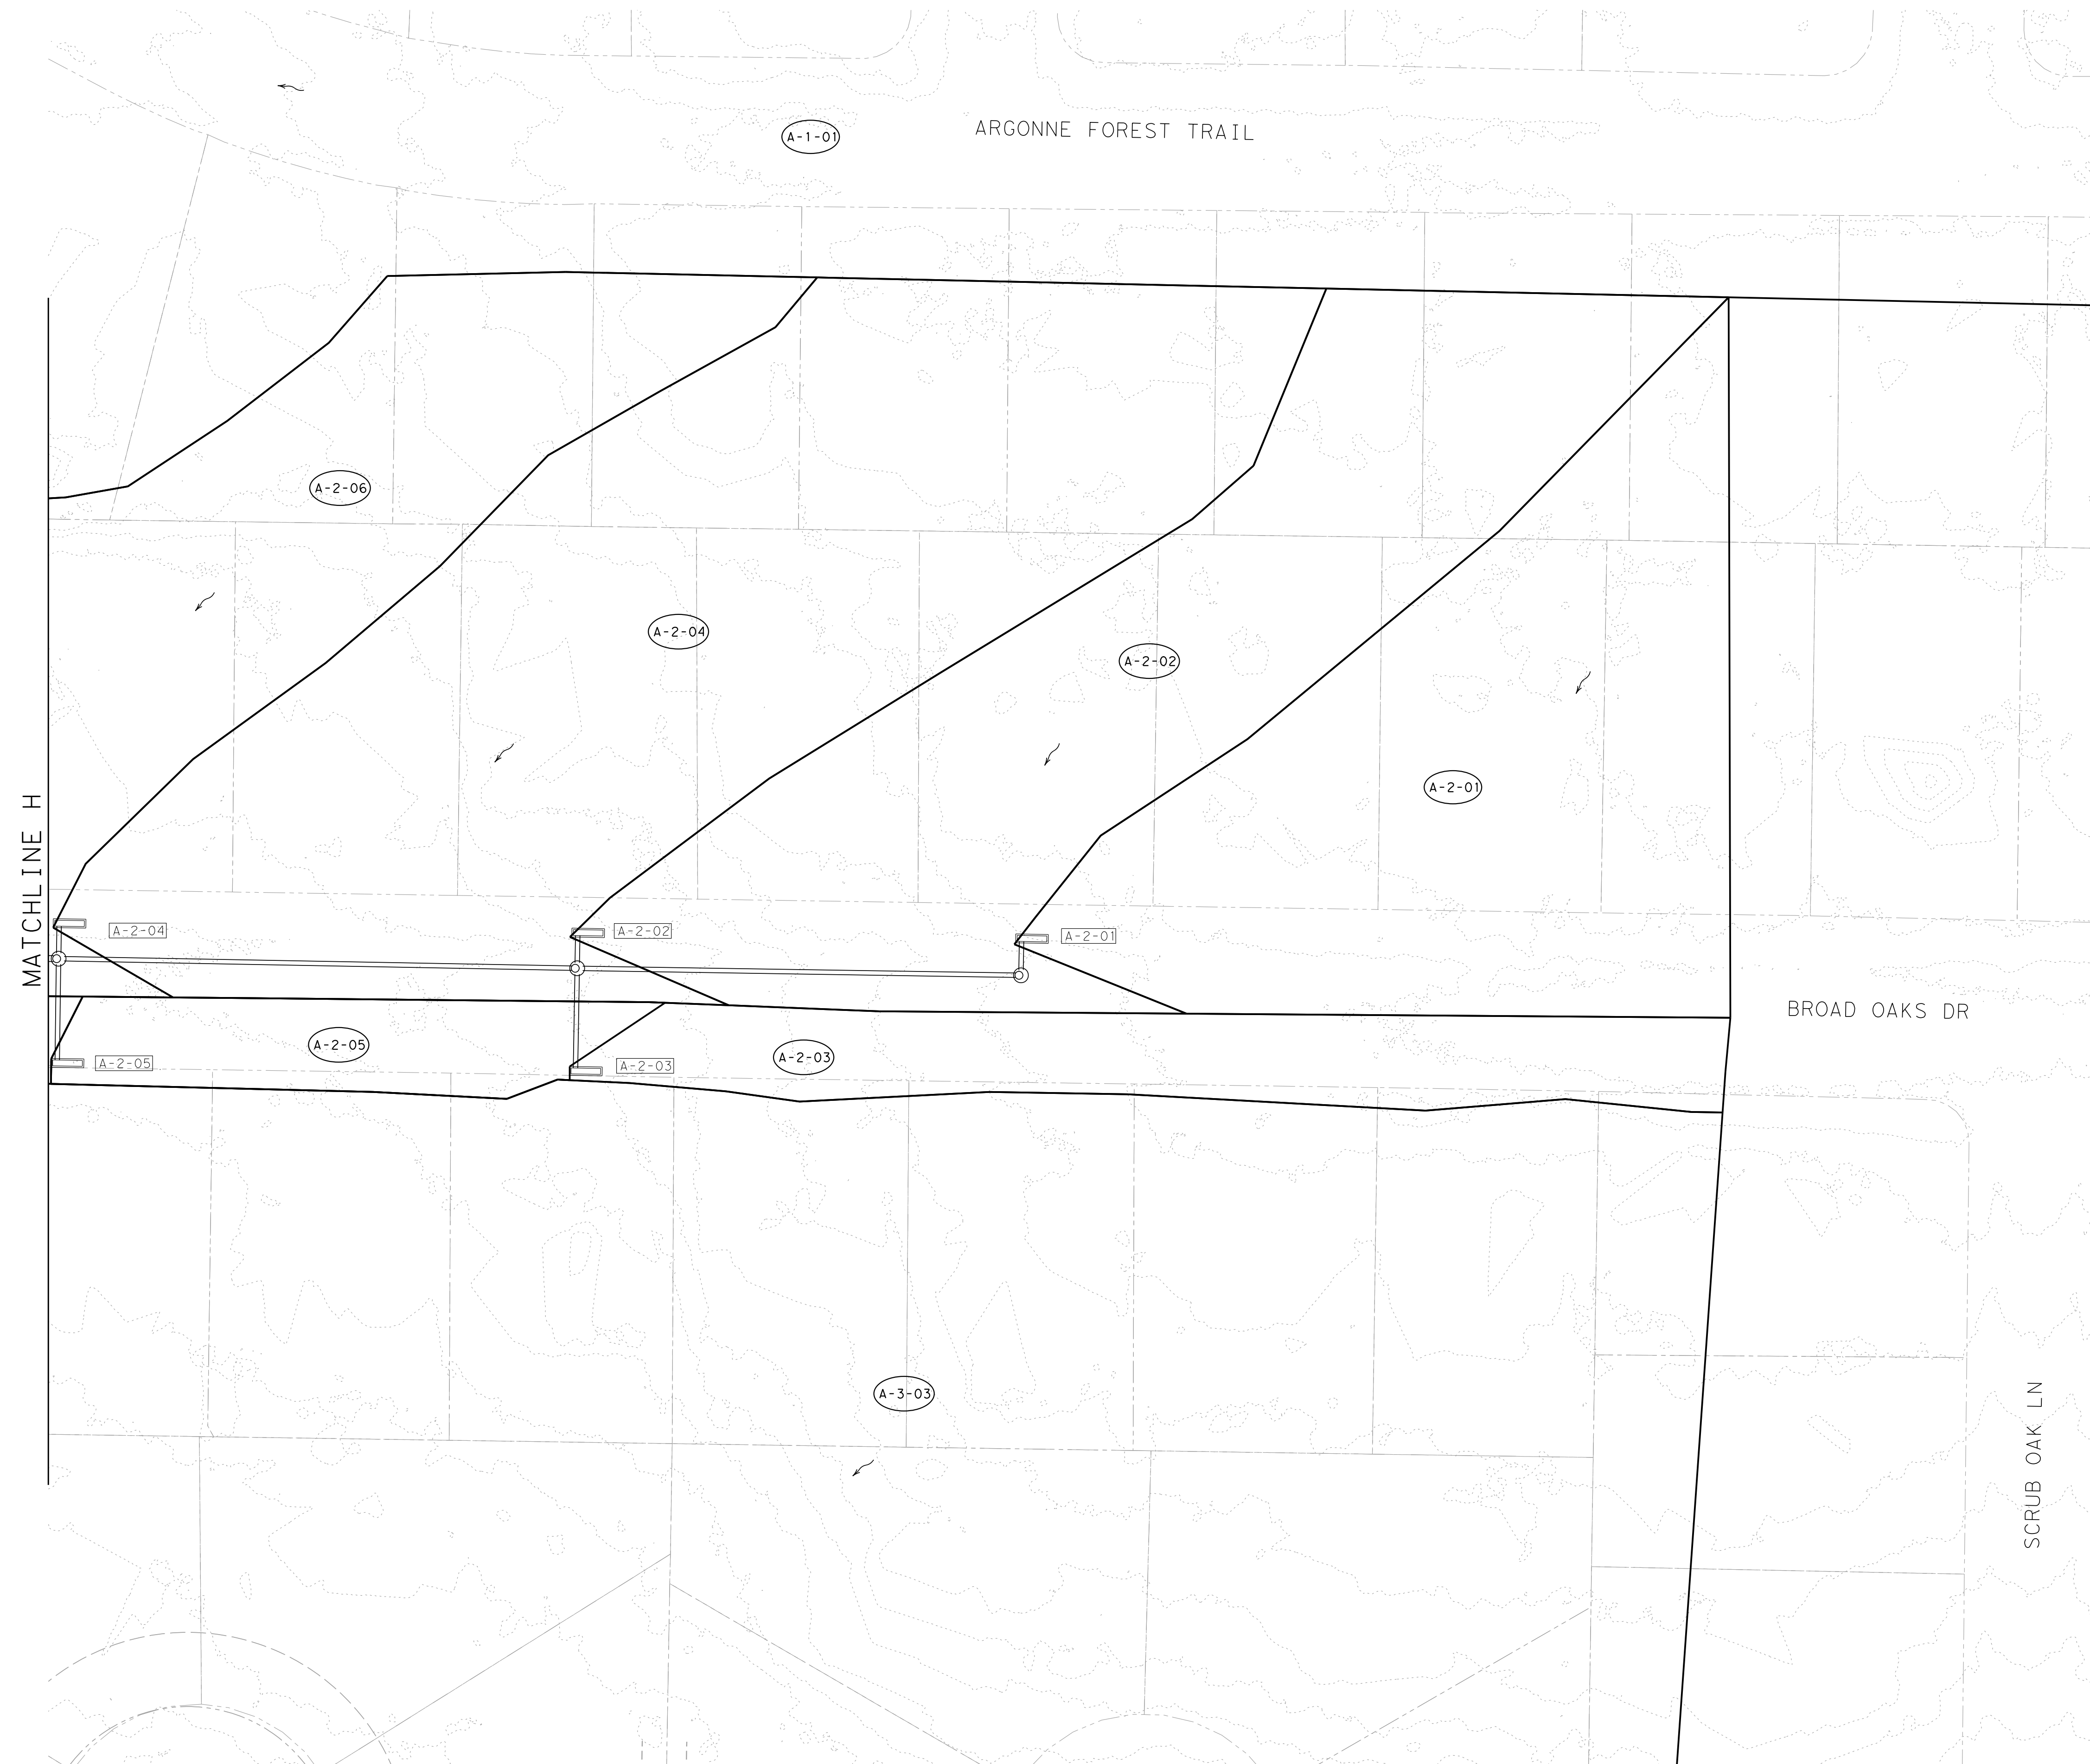 A-1-01
ARGONNE FOREST TRAIL
A-2-06
A-2-04
A-2-02
A-2-01
MATCHLINE H
A-2-04
A-2-02
A-2-01
BROAD OAKS DR
A-2-05
A-2-03
A-2-05
A-2-03
A-3-03
SCRUB OAK LN